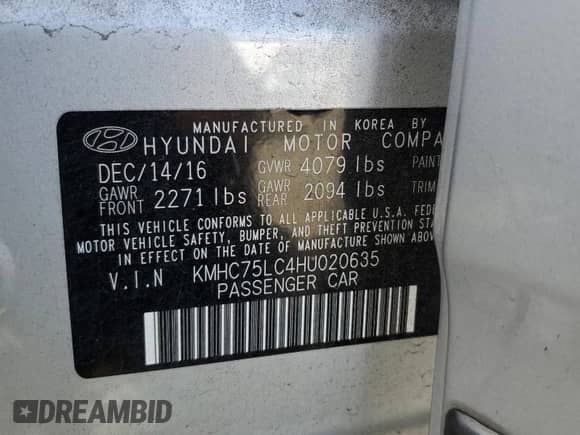 MANUFACTURED IN KOREA BY
HYUNDAI MOTOR COMPA
DEC/14/16 GVWR 4079 lbs PAINT
GAWR FRONT 2271 lbs GAWR REAR 2094 lbs TRIM
THIS VEHICLE CONFORMS TO ALL APPLICABLE U.S.A. FEDE
MOTOR VEHICLE SAFETY, BUMPER, AND THEFT PREVENTION STA
IN EFFECT ON THE DATE OF MANUFACTURE SHOWN ABOVE
V.I.N KMHC75LC4HU020635
PASSENGER CAR
DREAMBID